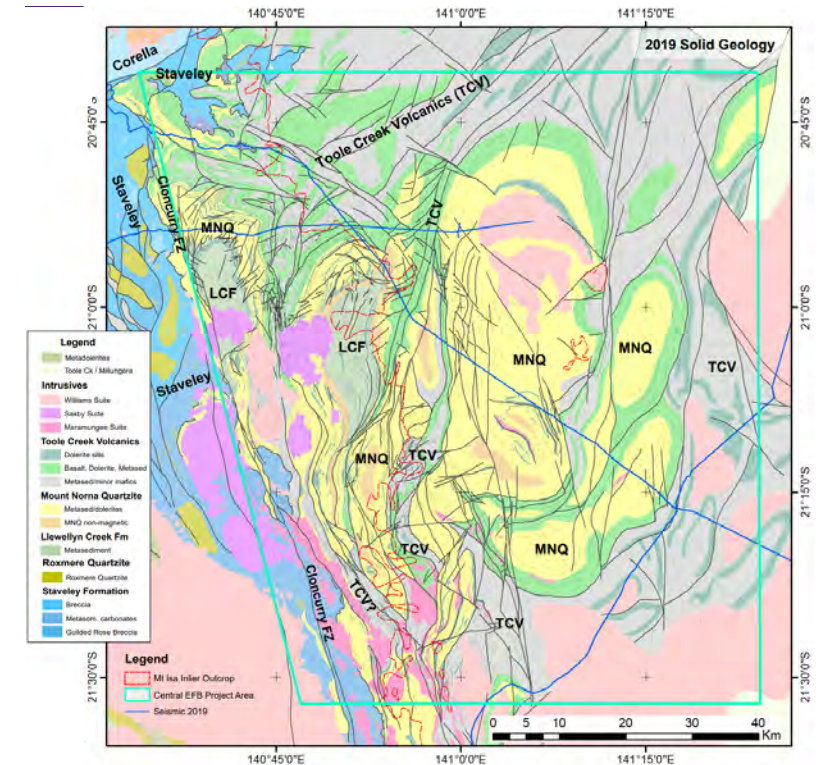 140°45'0"E
141°0'0"E
141°15'0"E
2019 Solid Geology
Corella
Staveley
Toole Creek Volcanics (TCV)
20°45'0"S
20°45'0"S
Staveley
Cloncurry FZ
MNQ
TCV
LCF
21°0'0"S
21°0'0"S
LCF
MNQ
MNQ
TCV
Staveley
Legend
Metadolerites
Toole Ck / Millungera
Intrusives
Williams Suite
Saxby Suite
Maramungee Suite
Toole Creek Volcanics
Dolerite sills
Basalt, Dolerite, Metased
Metased/minor mafics
Mount Norna Quartzite
Metased/dolerites
MNQ non-magnetic
Llewellyn Creek Fm
Metasediment
Roxmere Quartzite
Roxmere Quartzite
Staveley Formation
Breccia
Metasom. carbonates
Quilded Rose Breccia
MNQ
TCV
21°15'0"S
21°15'0"S
TCV
MNQ
Cloncurry FZ
TCV?
TCV
21°30'0"S
21°30'0"S
Legend
Mt Isa Inlier Outcrop
Central EFB Project Area
Seismic 2019
0 5 10 20 30 40
Km
140°45'0"E
141°0'0"E
141°15'0"E